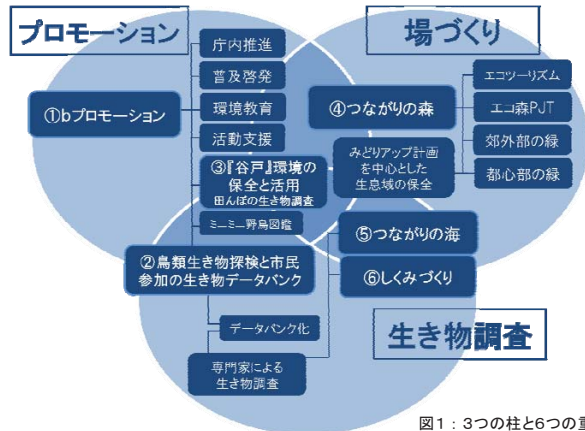 プロモーション
場づくり
庁内推進
普及啓発
①bプロモーション
環境教育
活動支援
③『谷戸』環境の
保全と活用
田んぼの生き物調査
ミニミニ野鳥図鑑
②鳥類生き物探検と市民
参加の生き物データバンク
データバンク化
専門家による
生き物調査
④つながりの森
エコツーリズム
エコ森PJT
郊外部の緑
都心部の緑
みどりアップ計画
を中心とした
生息域の保全
⑤つながりの海
⑥しくみづくり
生き物調査
図1:3つの柱と6つの重